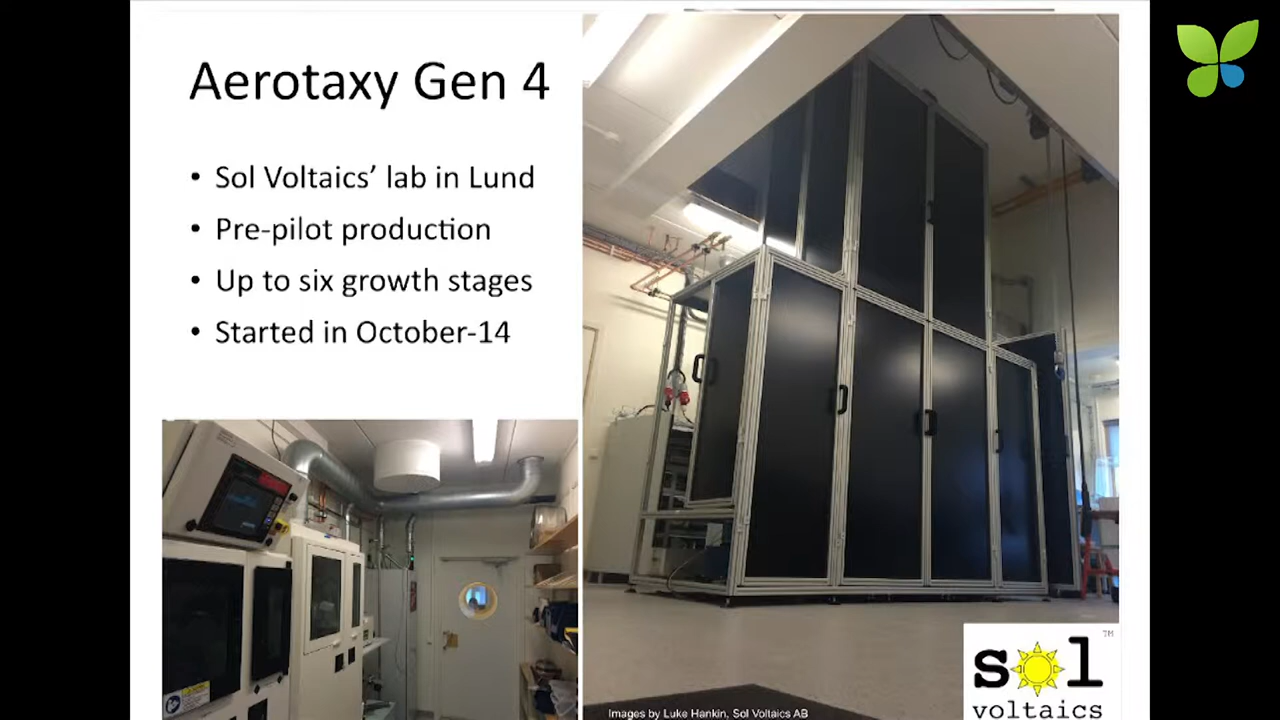 Aerotaxy Gen 4
• Sol Voltaics’ lab in Lund
• Pre-pilot production
• Up to six growth stages
• Started in October-14
Images by Luke Hankin, Sol Voltaics AB
sol TM
voltaics